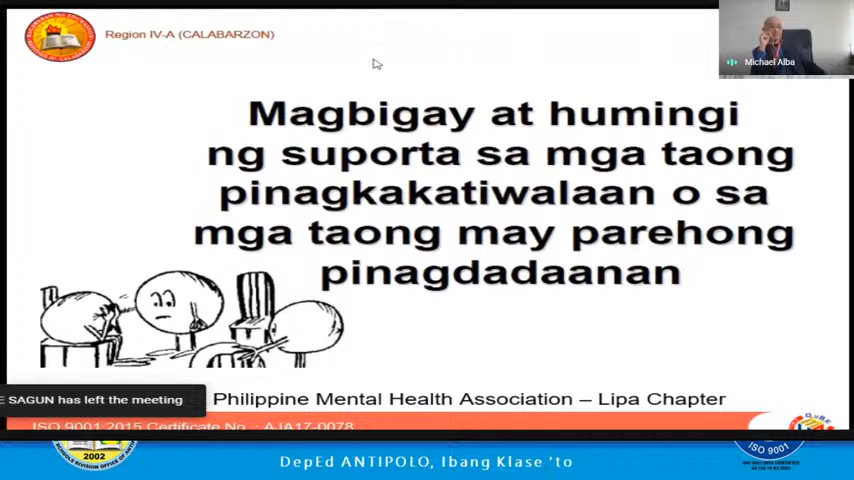 Region IV-A (CALABARZON)
Michael Alba
Magbigay at humingi
ng suporta sa mga taong
pinagkakatiwalaan o sa
mga taong may parehong
pinagdadaanan
E SAGUN has left the meeting
Philippine Mental Health Association – Lipa Chapter
ISO 9001:2015 Certificate No. : AJA17-0078
2002
DepEd ANTIPOLO, Ibang Klase 'to